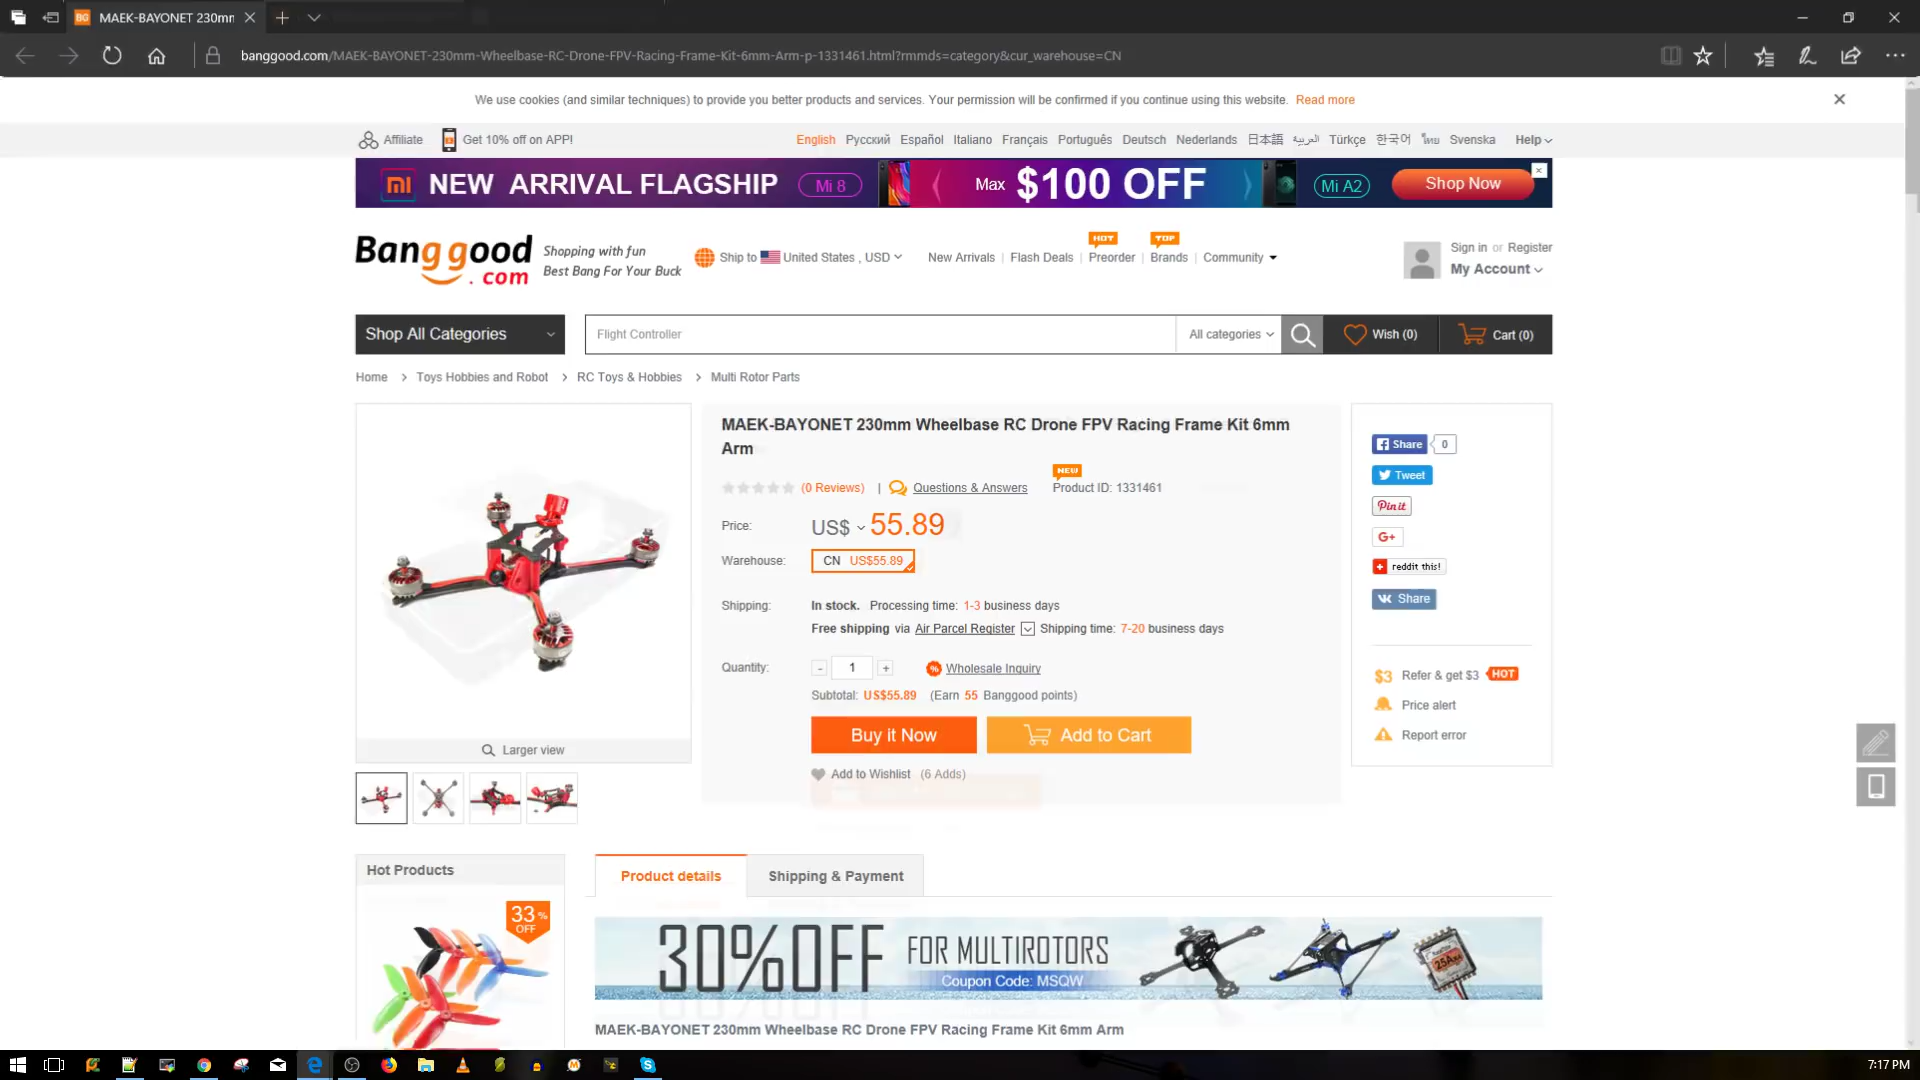 MAEK-BAYONET 230mm
banggood.com/MAEK-BAYONET-230mm-Wheelbase-RC-Drone-FPV-Racing-Frame-Kit-6mm-Arm-p-1331461.html?rmmds=category&cur_warehouse=CN
We use cookies (and similar techniques) to provide you better products and services. Your permission will be confirmed if you continue using this website. Read more
Affiliate Get 10% off on APP! English Русский Español Italiano Français Português Deutsch Nederlands 日本語 العربية Türkçe 한국어 ไทย Svenska Help
NEW ARRIVAL FLAGSHIP Mi 8 Max $100 OFF Mi A2 Shop Now
HOT TOP
Banggood.com
Shopping with fun
Best Bang For Your Buck
Ship to United States , USD New Arrivals | Flash Deals | Preorder | Brands | Community
Sign in or Register
My Account
Shop All Categories Flight Controller All categories Wish (0) Cart (0)
Home > Toys Hobbies and Robot > RC Toys & Hobbies > Multi Rotor Parts
MAEK-BAYONET 230mm Wheelbase RC Drone FPV Racing Frame Kit 6mm
Arm
NEW
(0 Reviews) | Questions & Answers Product ID: 1331461
Price: US$ 55.89
Warehouse: CN US$55.89
Shipping: In stock. Processing time: 1-3 business days
Free shipping via Air Parcel Register Shipping time: 7-20 business days
Quantity: - 1 + Wholesale Inquiry
Subtotal: US$55.89 (Earn 55 Banggood points)
Buy it Now Add to Cart
Add to Wishlist (6 Adds)
Larger view
Share 0
Tweet
Pin it
G+
reddit this!
Share
$3 Refer & get $3 HOT
Price alert
Report error
Hot Products
33% OFF
Product details Shipping & Payment
30%OFF FOR MULTIROTORS
Coupon Code: MSQW
25Ax4
MAEK-BAYONET 230mm Wheelbase RC Drone FPV Racing Frame Kit 6mm Arm
7:17 PM